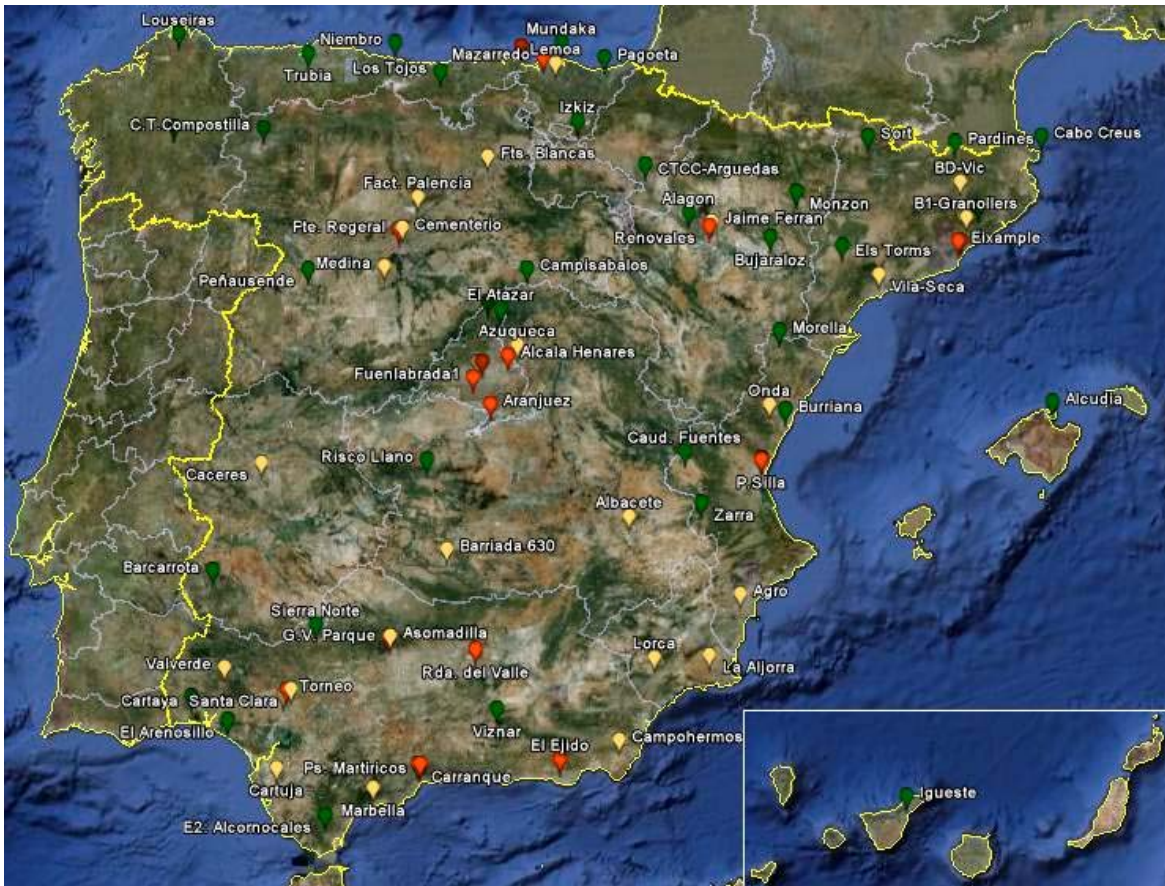 Louseiras
Mundaka
Niembro
Mazarredo
Lemoa
Pagoeta
Trubia
Los Tojos
Izkiz
C.T.Compostilla
Sort
Pardines
Cabo Creus
Fts. Blancas
CTCC-Arguedas
BD-Vic
Fact. Palencia
Monzon
Alagon
B1-Granollers
Pte. Regeral
Cementerio
Jaime Ferran
Renovales
Eixample
Bujaraloz
Els Torms
Peñausende
Medina
Campisabalos
Vila-Seca
El Atazar
Azuqueca
Morella
Alcala Henares
Fuenlabrada1
Aranjuez
Onda
Burriana
Alcudia
Caud. Fuentes
Risco Llano
Caceres
P.Silla
Albacete
Zarra
Barriada 630
Barcarrota
Agro
Sierra Norte
G.V. Parque
Asomadilla
Lorca
Valverde
Rda. del Valle
La Aljorra
Cartaya
Santa Clara
Torneo
El Arenosillo
Viznar
Campohermos
El Ejido
Ps. Martiricos
Carranque
Cartuja
Marbella
E2: Alcornocales
Igueste